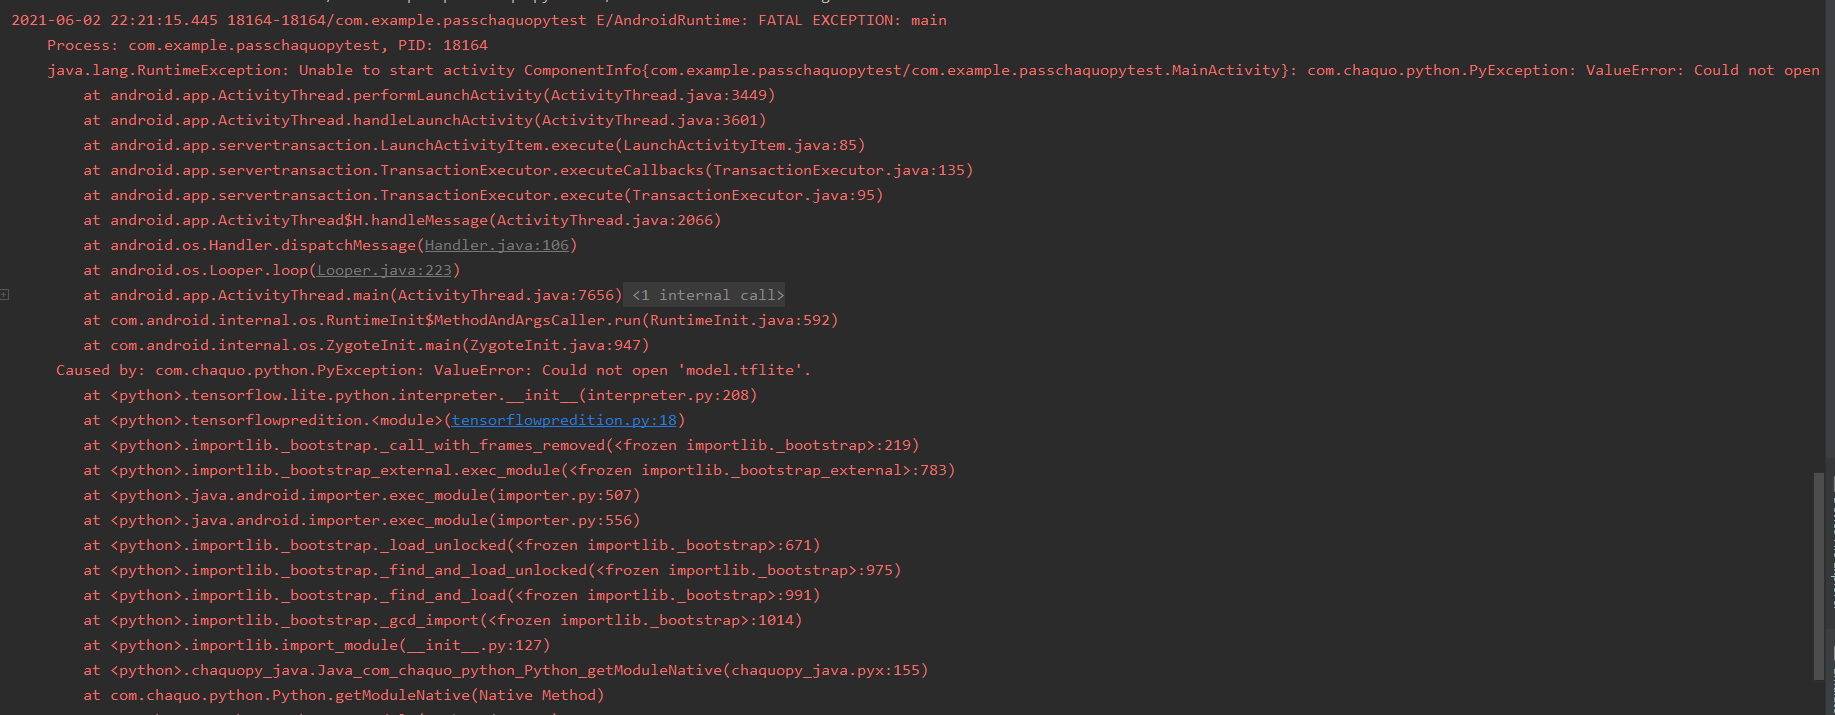 2021-06-02 22:21:15.445 18164-18164/com.example.passchaquopytest E/AndroidRuntime: FATAL EXCEPTION: main
Process: com.example.passchaquopytest, PID: 18164
java.lang.RuntimeException: Unable to start activity ComponentInfo{com.example.passchaquopytest/com.example.passchaquopytest.MainActivity}: com.chaquo.python.PyException: ValueError: Could not open
at android.app.ActivityThread.performLaunchActivity(ActivityThread.java:3449)
at android.app.ActivityThread.handleLaunchActivity(ActivityThread.java:3601)
at android.app.servertransaction.LaunchActivityItem.execute(LaunchActivityItem.java:85)
at android.app.servertransaction.TransactionExecutor.executeCallbacks(TransactionExecutor.java:135)
at android.app.servertransaction.TransactionExecutor.execute(TransactionExecutor.java:95)
at android.app.ActivityThread$H.handleMessage(ActivityThread.java:2066)
at android.os.Handler.dispatchMessage(Handler.java:106)
at android.os.Looper.loop(Looper.java:223)
at android.app.ActivityThread.main(ActivityThread.java:7656) <1 internal call>
at com.android.internal.os.RuntimeInit$MethodAndArgsCaller.run(RuntimeInit.java:592)
at com.android.internal.os.ZygoteInit.main(ZygoteInit.java:947)
Caused by: com.chaquo.python.PyException: ValueError: Could not open 'model.tflite'.
at <python>.tensorflow.lite.python.interpreter.__init__(interpreter.py:208)
at <python>.tensorflowpredition.<module>(tensorflowpredition.py:18)
at <python>.importlib._bootstrap._call_with_frames_removed(<frozen importlib._bootstrap>:219)
at <python>.importlib._bootstrap_external.exec_module(<frozen importlib._bootstrap_external>:783)
at <python>.java.android.importer.exec_module(importer.py:507)
at <python>.java.android.importer.exec_module(importer.py:556)
at <python>.importlib._bootstrap._load_unlocked(<frozen importlib._bootstrap>:671)
at <python>.importlib._bootstrap._find_and_load_unlocked(<frozen importlib._bootstrap>:975)
at <python>.importlib._bootstrap._find_and_load(<frozen importlib._bootstrap>:991)
at <python>.importlib._bootstrap._gcd_import(<frozen importlib._bootstrap>:1014)
at <python>.importlib.import_module(__init__.py:127)
at <python>.chaquopy_java.Java_com_chaquo_python_Python_getModuleNative(chaquopy_java.pyx:155)
at com.chaquo.python.Python.getModuleNative(Native Method)